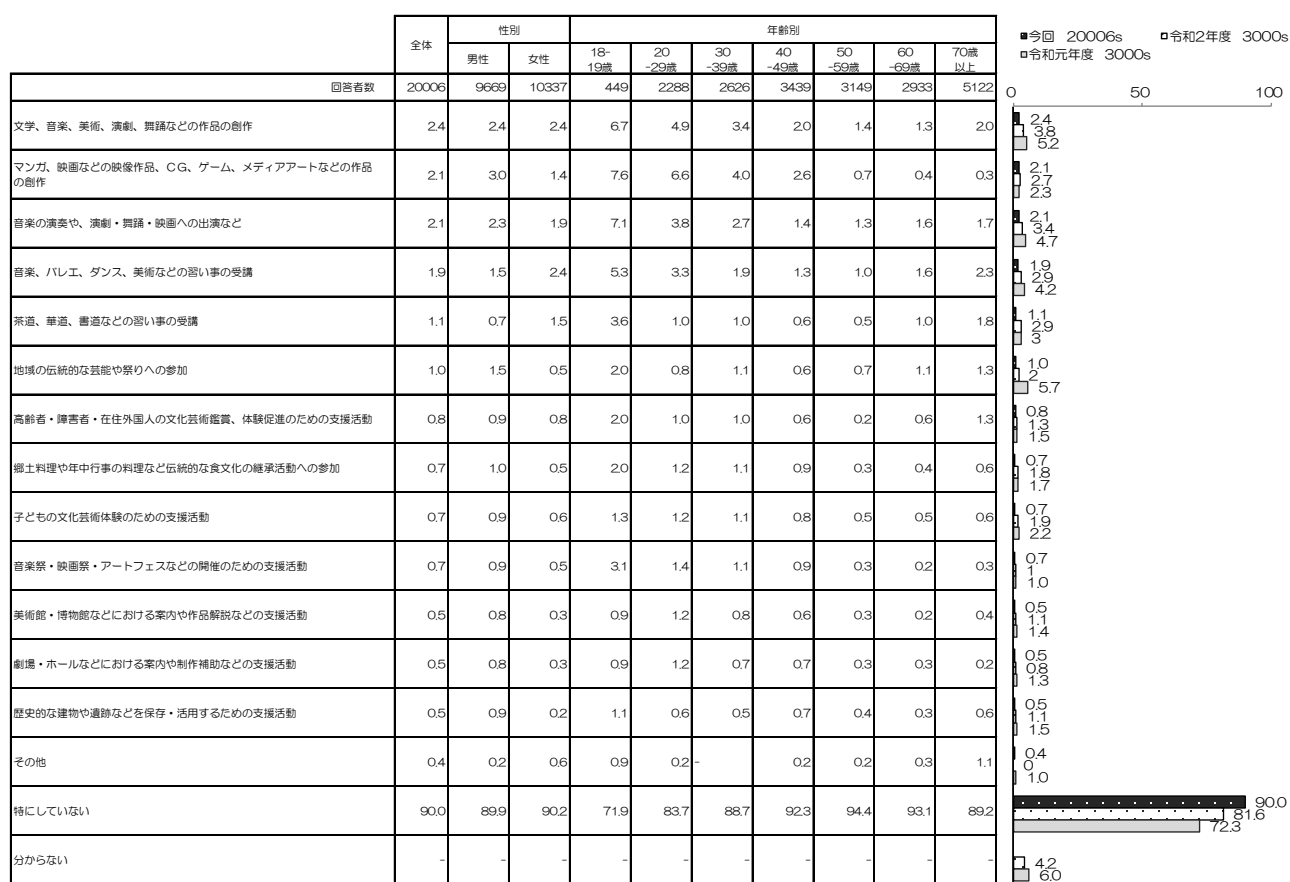 全体 性別 年齢別
男性 女性 18-19歳 20-29歳 30-39歳 40-49歳 50-59歳 60-69歳 70歳以上
■今回 20006s □令和2年度 3000s
□令和元年度 3000s
回答者数 20006 9669 10337 449 2288 2626 3439 3149 2933 5122
0 50 100
文学、音楽、美術、演劇、舞踊などの作品の創作 2.4 2.4 2.4 6.7 4.9 3.4 2.0 1.4 1.3 2.0
2.4
3.8
5.2
マンガ、映画などの映像作品、CG、ゲーム、メディアアートなどの作品
の創作 2.1 3.0 1.4 7.6 6.6 4.0 2.6 0.7 0.4 0.3
2.1
2.7
2.3
音楽の演奏や、演劇・舞踊・映画への出演など 2.1 2.3 1.9 7.1 3.8 2.7 1.4 1.3 1.6 1.7
2.1
3.4
4.7
音楽、バレエ、ダンス、美術などの習い事の受講 1.9 1.5 2.4 5.3 3.3 1.9 1.3 1.0 1.6 2.3
1.9
2.9
4.2
茶道、華道、書道などの習い事の受講 1.1 0.7 1.5 3.6 1.0 1.0 0.6 0.5 1.0 1.8
1.1
2.9
3
地域の伝統的な芸能や祭りへの参加 1.0 1.5 0.5 2.0 0.8 1.1 0.6 0.7 1.1 1.3
1.0
2
5.7
高齢者・障害者・在住外国人の文化芸術鑑賞、体験促進のための支援活動 0.8 0.9 0.8 2.0 1.0 1.0 0.6 0.2 0.6 1.3
0.8
1.3
1.5
郷土料理や年中行事の料理など伝統的な食文化の継承活動への参加 0.7 1.0 0.5 2.0 1.2 1.1 0.9 0.3 0.4 0.6
0.7
1.8
1.7
子どもの文化芸術体験のための支援活動 0.7 0.9 0.6 1.3 1.2 1.1 0.8 0.5 0.5 0.6
0.7
1.9
2.2
音楽祭・映画祭・アートフェスなどの開催のための支援活動 0.7 0.9 0.5 3.1 1.4 1.1 0.9 0.3 0.2 0.3
0.7
1
1.0
美術館・博物館などにおける案内や作品解説などの支援活動 0.5 0.8 0.3 0.9 1.2 0.8 0.6 0.3 0.2 0.4
0.5
1.1
1.4
劇場・ホールなどにおける案内や制作補助などの支援活動 0.5 0.8 0.3 0.9 1.2 0.7 0.7 0.3 0.3 0.2
0.5
0.8
1.3
歴史的な建物や遺跡などを保存・活用するための支援活動 0.5 0.9 0.2 1.1 0.6 0.5 0.7 0.4 0.3 0.6
0.5
1.1
1.5
その他 0.4 0.2 0.6 0.9 0.2 - 0.2 0.2 0.3 1.1
0.4
0
1.0
特にしていない 90.0 89.9 90.2 71.9 83.7 88.7 92.3 94.4 93.1 89.2
90.0
81.6
72.3
分からない - - - - - - - - - -
4.2
6.0